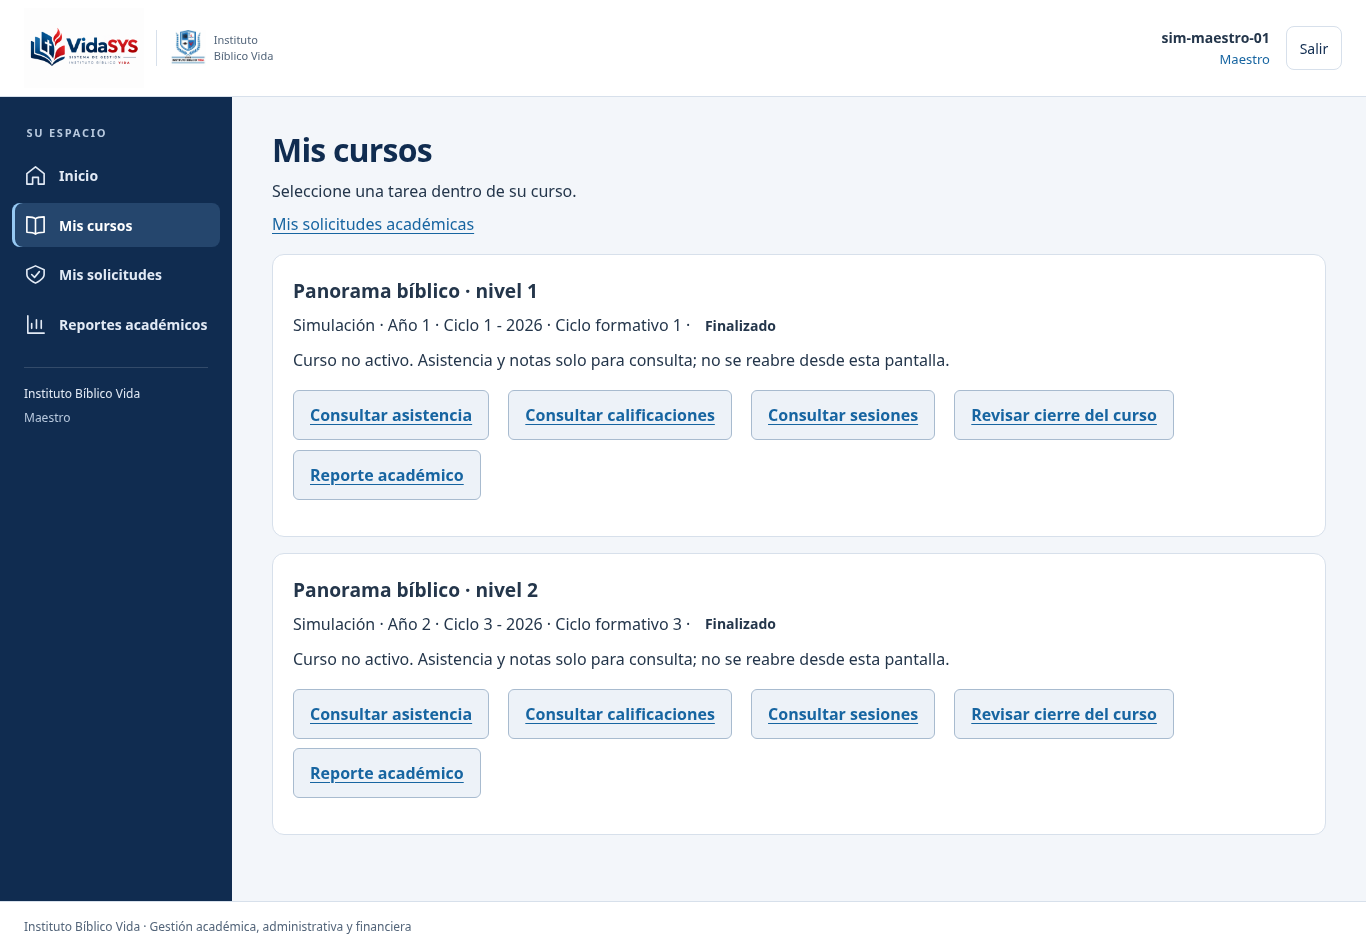 VidaSYS
SISTEMA DE GESTIÓN
INSTITUTO BÍBLICO VIDA
Instituto
Bíblico Vida
sim-maestro-01
Maestro
Salir
SU ESPACIO
Inicio
Mis cursos
Mis solicitudes
Reportes académicos
Instituto Bíblico Vida
Maestro
Mis cursos
Seleccione una tarea dentro de su curso.
Mis solicitudes académicas
Panorama bíblico · nivel 1
Simulación · Año 1 · Ciclo 1 - 2026 · Ciclo formativo 1 · Finalizado
Curso no activo. Asistencia y notas solo para consulta; no se reabre desde esta pantalla.
Consultar asistencia Consultar calificaciones Consultar sesiones Revisar cierre del curso
Reporte académico
Panorama bíblico · nivel 2
Simulación · Año 2 · Ciclo 3 - 2026 · Ciclo formativo 3 · Finalizado
Curso no activo. Asistencia y notas solo para consulta; no se reabre desde esta pantalla.
Consultar asistencia Consultar calificaciones Consultar sesiones Revisar cierre del curso
Reporte académico
Instituto Bíblico Vida · Gestión académica, administrativa y financiera